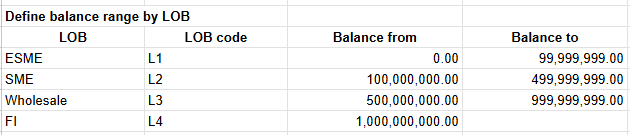 Define balance range by LOB
LOB LOB code Balance from Balance to
ESME L1 0.00 99,999,999.00
SME L2 100,000,000.00 499,999,999.00
Wholesale L3 500,000,000.00 999,999,999.00
FI L4 1,000,000,000.00